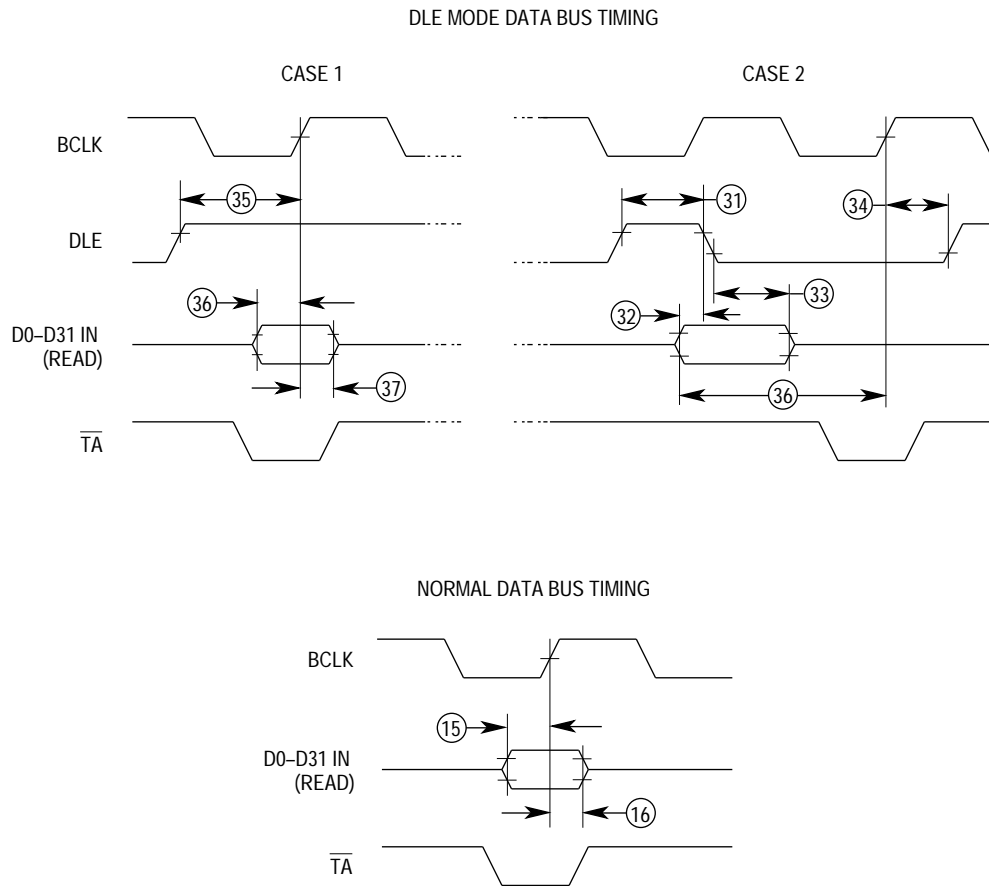 DLE MODE DATA BUS TIMING
CASE 1
CASE 2
BCLK
35
31
34
DLE
36
33
32
D0–D31 IN
(READ)
37
36
TA
NORMAL DATA BUS TIMING
BCLK
15
D0–D31 IN
(READ)
16
TA